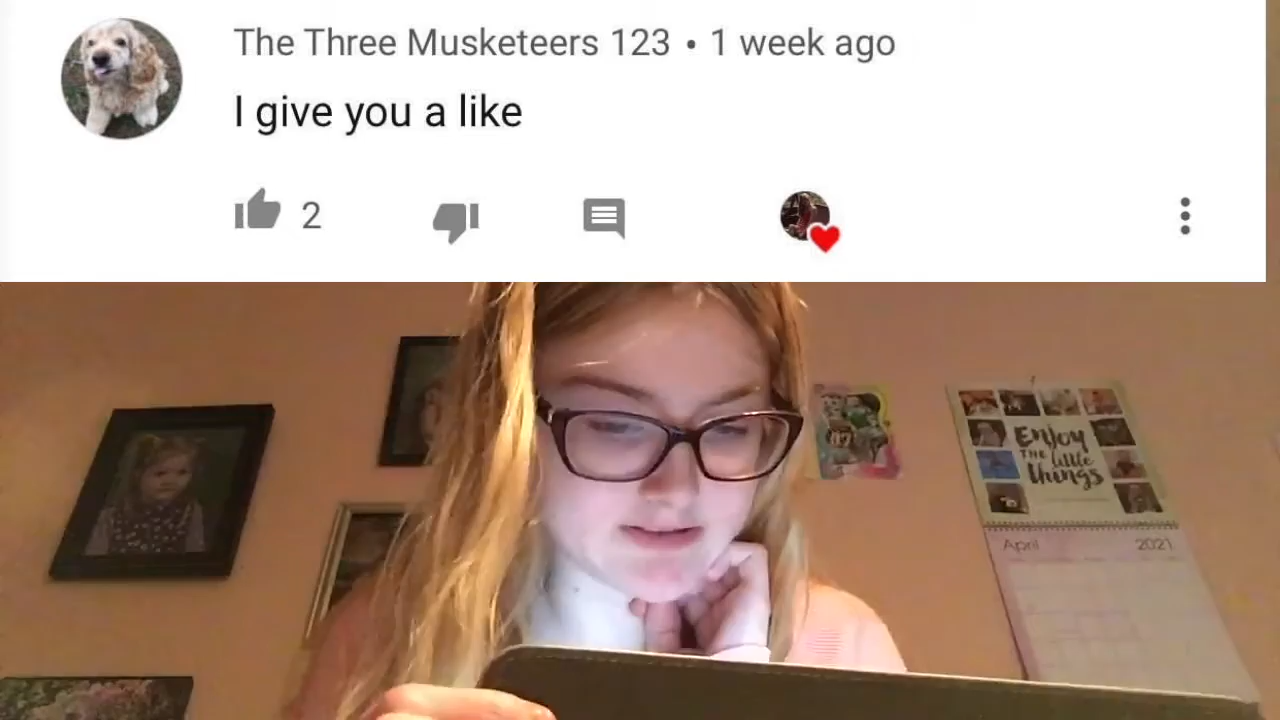 The Three Musketeers 123 • 1 week ago
I give you a like
2
Enjoy
THE little
things
April 2021